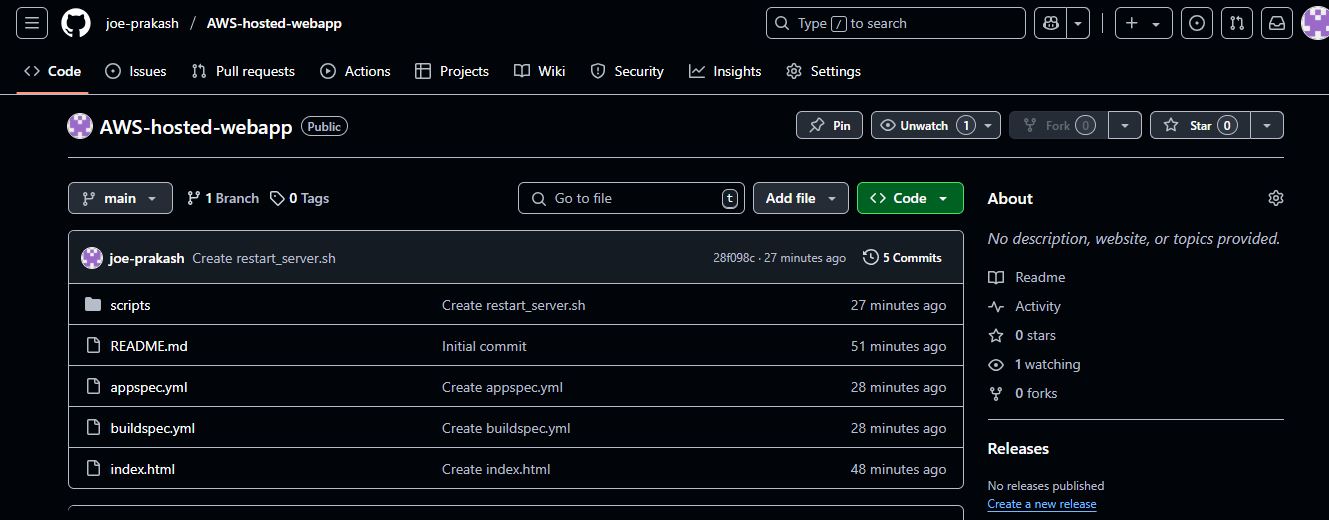 joe-prakash / AWS-hosted-webapp
Type / to search
Code Issues Pull requests Actions Projects Wiki Security Insights Settings
AWS-hosted-webapp Public
Pin Unwatch 1 Fork 0 Star 0
main 1 Branch 0 Tags
Go to file t Add file Code
joe-prakash Create restart_server.sh 28f098c · 27 minutes ago 5 Commits
scripts Create restart_server.sh 27 minutes ago
README.md Initial commit 51 minutes ago
appspec.yml Create appspec.yml 28 minutes ago
buildspec.yml Create buildspec.yml 28 minutes ago
index.html Create index.html 48 minutes ago
About
No description, website, or topics provided.
Readme
Activity
0 stars
1 watching
0 forks
Releases
No releases published
Create a new release